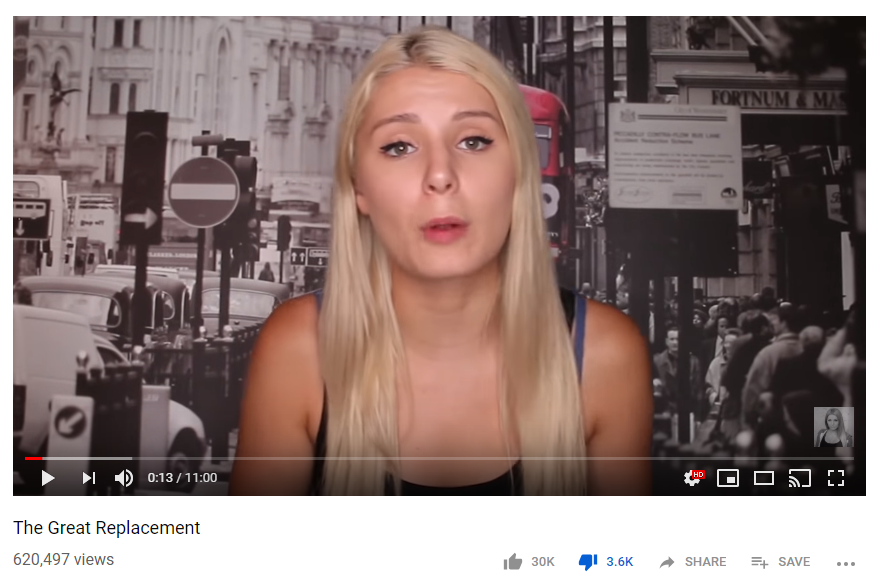 FORTNUM & MA
PICCADILLY CONTRA-FLOW BUS LANE
0:13 / 11:00
HD
The Great Replacement
620,497 views
30K
3.6K
SHARE
SAVE